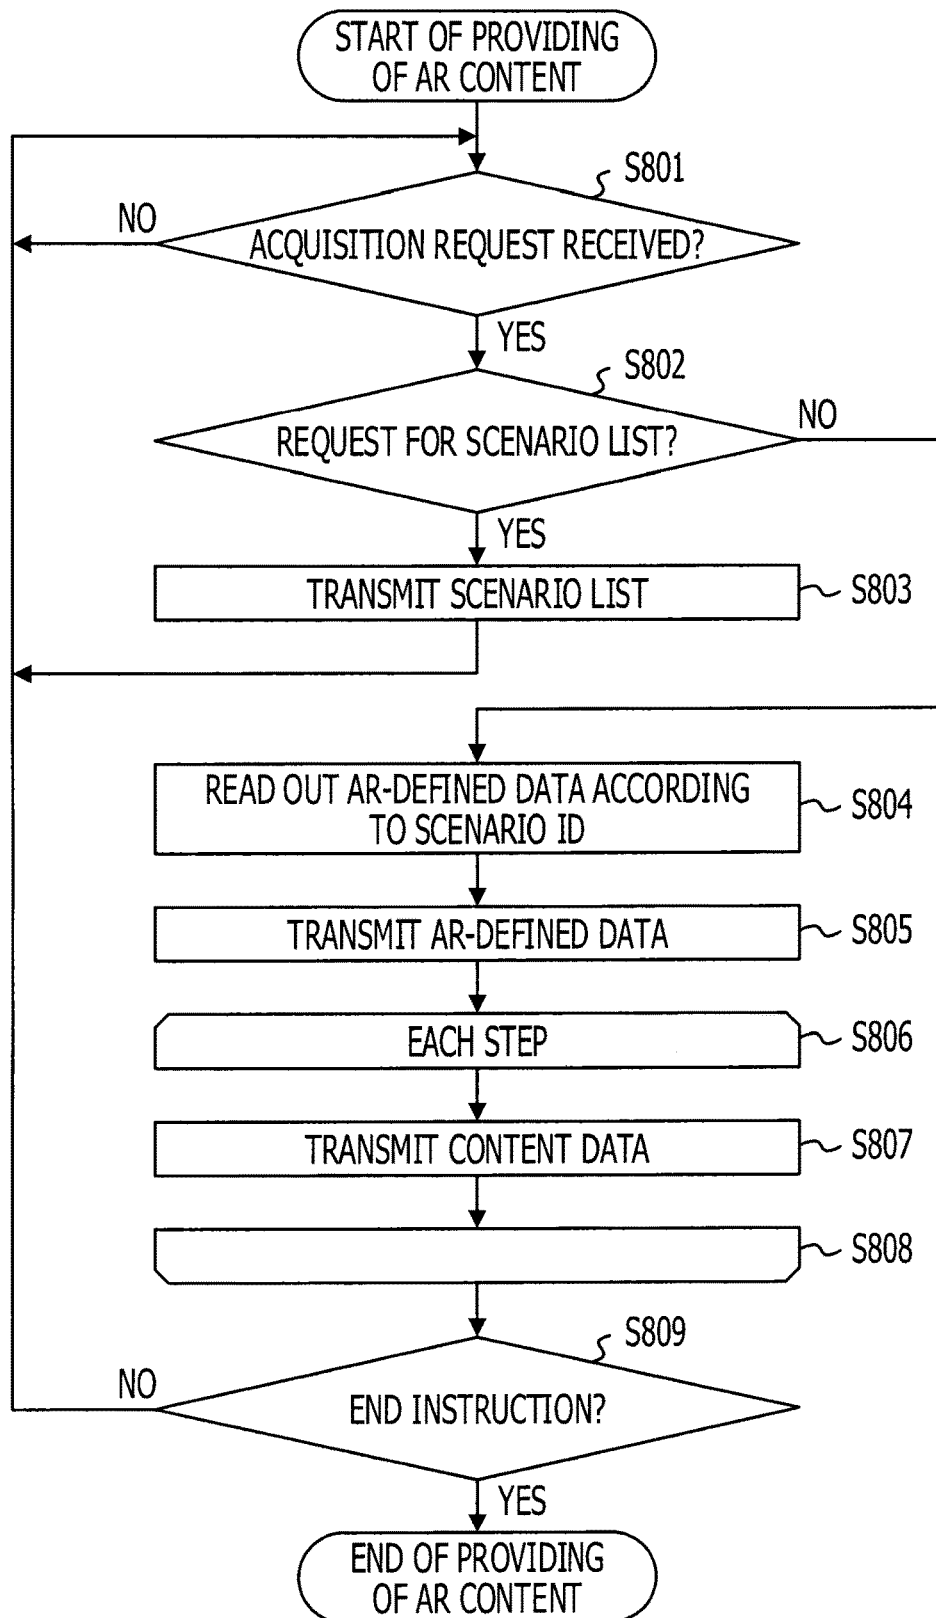 START OF PROVIDING
OF AR CONTENT
S801
NO
ACQUISITION REQUEST RECEIVED?
YES
S802
NO
REQUEST FOR SCENARIO LIST?
YES
TRANSMIT SCENARIO LIST
S803
READ OUT AR-DEFINED DATA ACCORDING
TO SCENARIO ID
S804
TRANSMIT AR-DEFINED DATA
S805
EACH STEP
S806
TRANSMIT CONTENT DATA
S807
S808
S809
NO
END INSTRUCTION?
YES
END OF PROVIDING
OF AR CONTENT